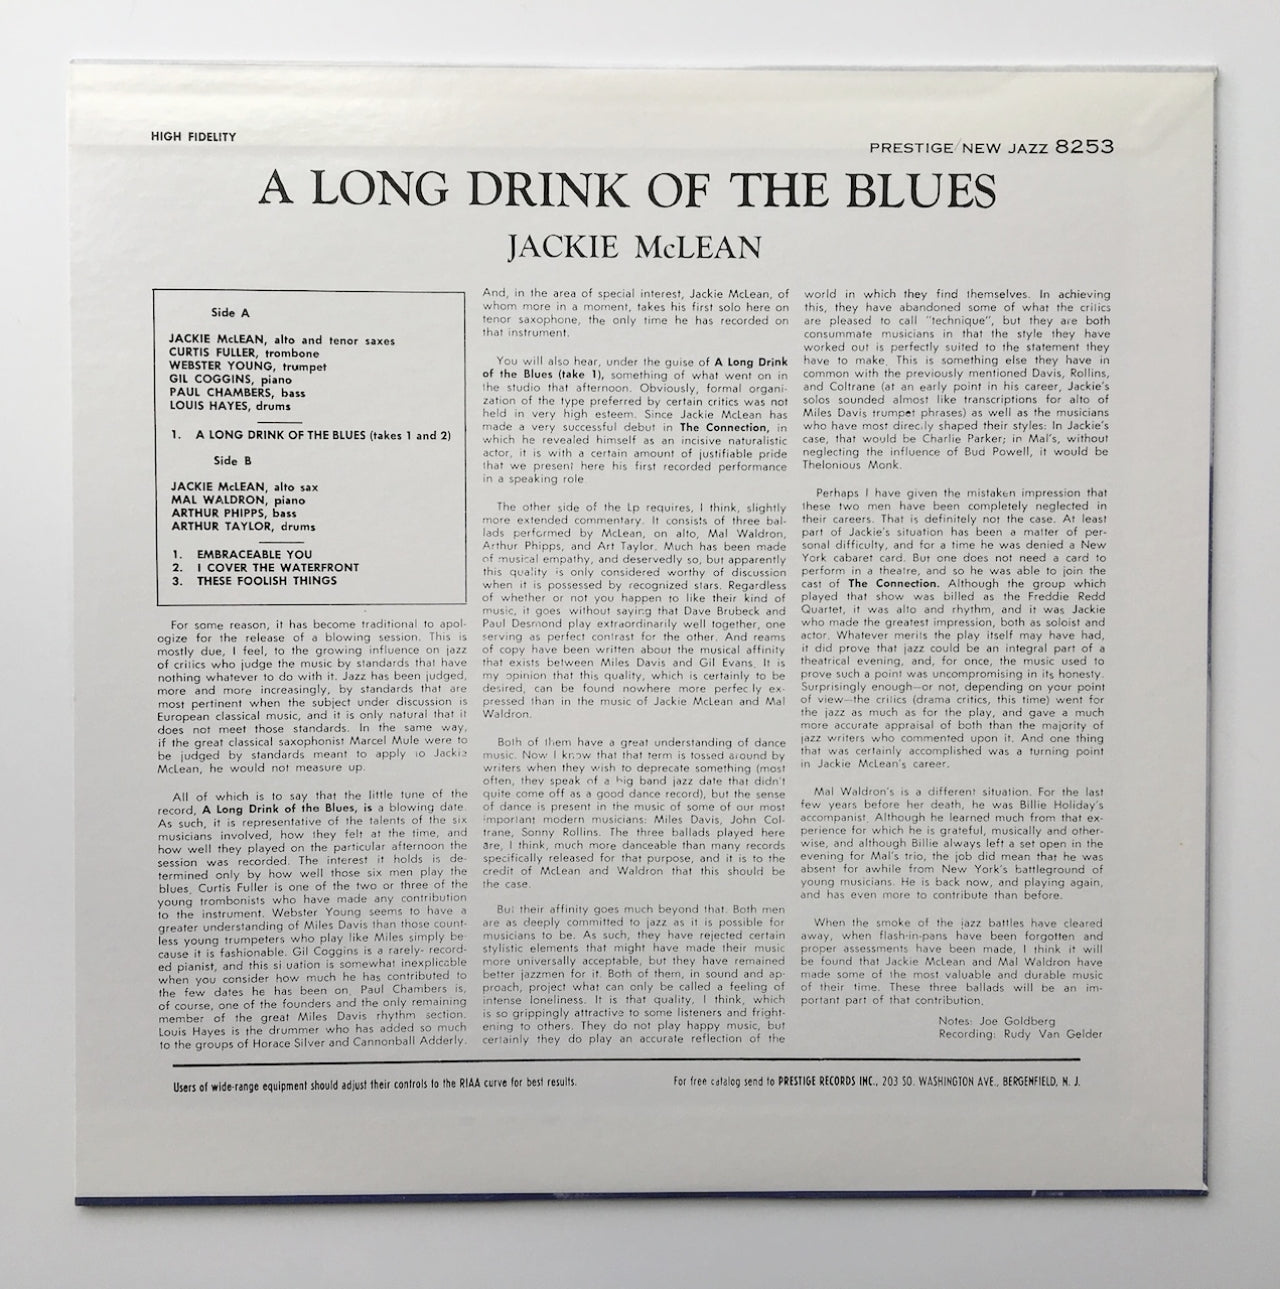 HIGH FIDELITY
PRESTIGE/NEW JAZZ 8253
A LONG DRINK OF THE BLUES
JACKIE McLEAN
Side A
JACKIE McLEAN, alto and tenor saxes
CURTIS FULLER, trombone
WEBSTER YOUNG, trumpet
GIL COGGINS, piano
PAUL CHAMBERS, bass
LOUIS HAYES, drums
1. A LONG DRINK OF THE BLUES (takes 1 and 2)
Side B
JACKIE McLEAN, alto sax
MAL WALDRON, piano
ARTHUR PHIPPS, bass
ARTHUR TAYLOR, drums
1. EMBRACEABLE YOU
2. I COVER THE WATERFRONT
3. THESE FOOLISH THINGS
For some reason, it has become traditional to apol-
ogize for the release of a blowing session. This is
mostly due, I feel, to the growing influence on jazz
of critics who judge the music by standards that have
nothing whatever to do with it. Jazz has been judged,
more and more increasingly, by standards that are
most pertinent when the subject under discussion is
European classical music, and it is only natural that it
does not meet those standards. In the same way,
if the great classical saxophonist Marcel Mule were to
be judged by standards meant to apply to Jackie
McLean, he would not measure up.
All of which is to say that the little tune of the
record, A Long Drink of the Blues, is a blowing date.
As such, it is representative of the talents of the six
musicians involved, how they felt at the time, and
how well they played on the particular afternoon the
session was recorded. The interest it holds is de-
termined only by how well those six men play the
blues. Curtis Fuller is one of the two or three of the
young trombonists who have made any contribution
to the instrument. Webster Young seems to have a
greater understanding of Miles Davis than those count-
less young trumpeters who play like Miles simply be-
cause it is fashionable. Gil Coggins is a rarely- record-
ed pianist, and this si uation is somewhat inexplicable
when you consider how much he has contributed to
the few dates he has been on. Paul Chambers is,
of course, one of the founders and the only remaining
member of the great Miles Davis rhythm section.
Louis Hayes is the drummer who has added so much
to the groups of Horace Silver and Cannonball Adderly.
And, in the area of special interest, Jackie McLean, of
whom more in a moment, takes his first solo here on
tenor saxophone, the only time he has recorded on
that instrument.
You will also hear, under the guise of A Long Drink
of the Blues (take 1), something of what went on in
the studio that afternoon. Obviously, formal organi-
zation of the type preferred by certain critics was not
held in very high esteem. Since Jackie McLean has
made a very successful debut in The Connection, in
which he revealed himself as an incisive naturalistic
actor, it is with a certain amount of justifiable pride
that we present here his first recorded performance
in a speaking role
The other side of the Lp requires, I think, slightly
more extended commentary. It consists of three bal-
lads performed by McLean, on alto, Mal Waldron,
Arthur Phipps, and Art Taylor. Much has been made
of musical empathy, and deservedly so, but apparently
this quality is only considered worthy of discussion
when it is possessed by recognized stars. Regardless
of whether or not you happen to like their kind of
music, it goes without saying that Dave Brubeck and
Paul Desmond play extraordinarily well together, one
serving as perfect contrast for the other. And reams
of copy have been written about the musical affinity
that exists between Miles Davis and Gil Evans. It is
my opinion that this quality, which is certainly to be
desired, can be found nowhere more perfec ly ex-
pressed than in the music of Jackie McLean and Mal
Waldron.
Both of them have a great understanding of dance
music. Now I know that that term is tossed around by
writers when they wish to deprecate something (most
often, they speak of a big band jazz date that didn't
quite come off as a good dance record), but the sense
of dance is present in the music of some of our most
important modern musicians: Miles Davis, John Col-
trane, Sonny Rollins. The three ballads played here
are, I think, much more danceable than many records
specifically released for that purpose, and it is to the
credit of McLean and Waldron that this should be
the case.
But their affinity goes much beyond that. Both men
are as deeply committed to jazz as it is possible for
musicians to be. As such, they have rejected certain
stylistic elements that might have made their music
more universally acceptable, but they have remained
better jazzmen for it. Both of them, in sound and ap-
proach, project what can only be called a feeling of
intense loneliness. It is that quality, I think, which
is so grippingly attractive to some listeners and fright-
ening to others. They do not play happy music, but
certainly they do play an accurate reflection of the
world in which they find themselves. In achieving
this, they have abandoned some of what the critics
are pleased to call "technique", but they are both
consummate musicians in that the style they have
worked out is perfectly suited to the statement they
have to make. This is something else they have in
common with the previously mentioned Davis, Rollins,
and Coltrane (at an early point in his career, Jackie's
solos sounded almost like transcriptions for alto of
Miles Davis trumpet phrases) as well as the musicians
who have most directly shaped their styles: In Jackie's
case, that would be Charlie Parker; in Mal's, without
neglecting the influence of Bud Powell, it would be
Thelonious Monk.
Perhaps I have given the mistaken impression that
these two men have been completely neglected in
their careers. That is definitely not the case. At least
part of Jackie's situation has been a matter of per-
sonal difficulty, and for a time he was denied a New
York cabaret card. But one does not need a card to
perform in a theatre, and so he was able to join the
cast of The Connection. Although the group which
played that show was billed as the Freddie Redd
Quartet, it was alto and rhythm, and it was Jackie
who made the greatest impression, both as soloist and
actor. Whatever merits the play itself may have had,
it did prove that jazz could be an integral part of a
theatrical evening, and, for once, the music used to
prove such a point was uncompromising in its honesty.
Surprisingly enough—or not, depending on your point
of view—the critics (drama critics, this time) went for
the jazz as much as for the play, and gave a much
more accurate appraisal of both than the majority of
jazz writers who commented upon it. And one thing
that was certainly accomplished was a turning point
in Jackie McLean's career.
Mal Waldron's is a different situation. For the last
few years before her death, he was Billie Holiday's
accompanist. Although he learned much from that ex-
perience for which he is grateful, musically and other-
wise, and although Billie always left a set open in the
evening for Mal's trio, the job did mean that he was
absent for awhile from New York's battleground of
young musicians. He is back now, and playing again,
and has even more to contribute than before.
When the smoke of the jazz battles have cleared
away, when flash-in-pans have been forgotten and
proper assessments have been made, I think it will
be found that Jackie McLean and Mal Waldron have
made some of the most valuable and durable music
of their time. These three ballads will be an im-
portant part of that contribution.
Notes: Joe Goldberg
Recording: Rudy Van Gelder
Users of wide-range equipment should adjust their controls to the RIAA curve for best results.
For free catalog send to PRESTIGE RECORDS INC., 203 SO. WASHINGTON AVE., BERGENFIELD, N. J.